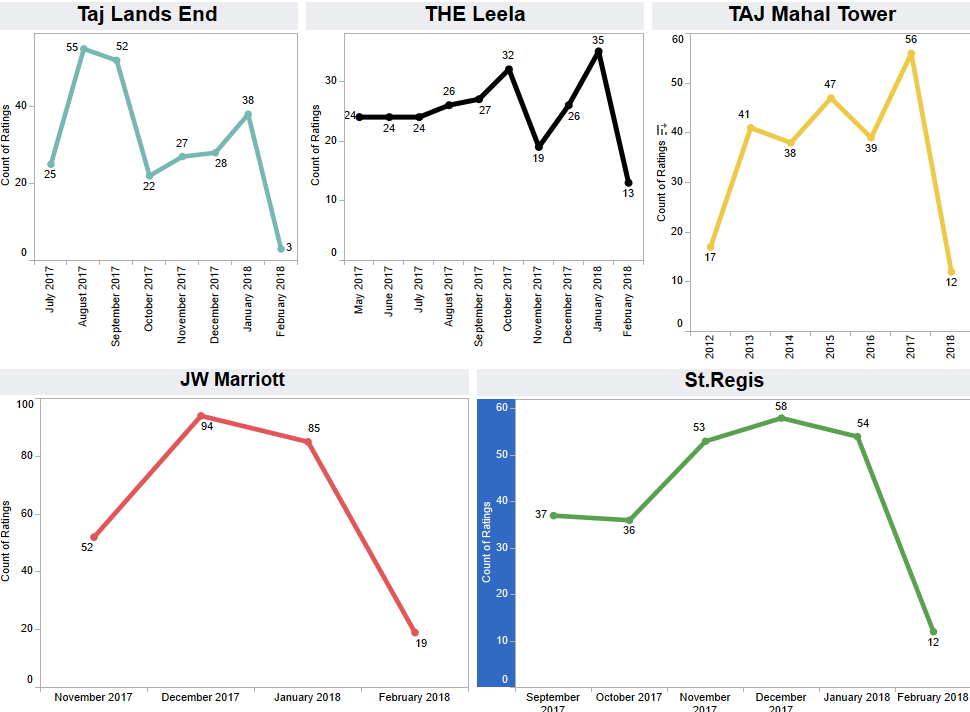 Taj Lands End
Count of Ratings
40
20
0
55
52
25
22
27
28
38
3
July 2017
August 2017
September 2017
October 2017
November 2017
December 2017
January 2018
February 2018
THE Leela
Count of Ratings
30
20
10
0
24
24
24
26
27
32
19
26
35
13
May 2017
June 2017
July 2017
August 2017
September 2017
October 2017
November 2017
December 2017
January 2018
February 2018
TAJ Mahal Tower
Count of Ratings
60
50
40
30
20
10
0
17
41
38
47
39
56
12
2012
2013
2014
2015
2016
2017
2018
JW Marriott
Count of Ratings
100
80
60
40
20
0
52
94
85
19
November 2017
December 2017
January 2018
February 2018
St.Regis
Count of Ratings
60
50
40
30
20
10
0
37
36
53
58
54
12
September
2017
October 2017
November
2017
December
2017
January 2018
February 2018